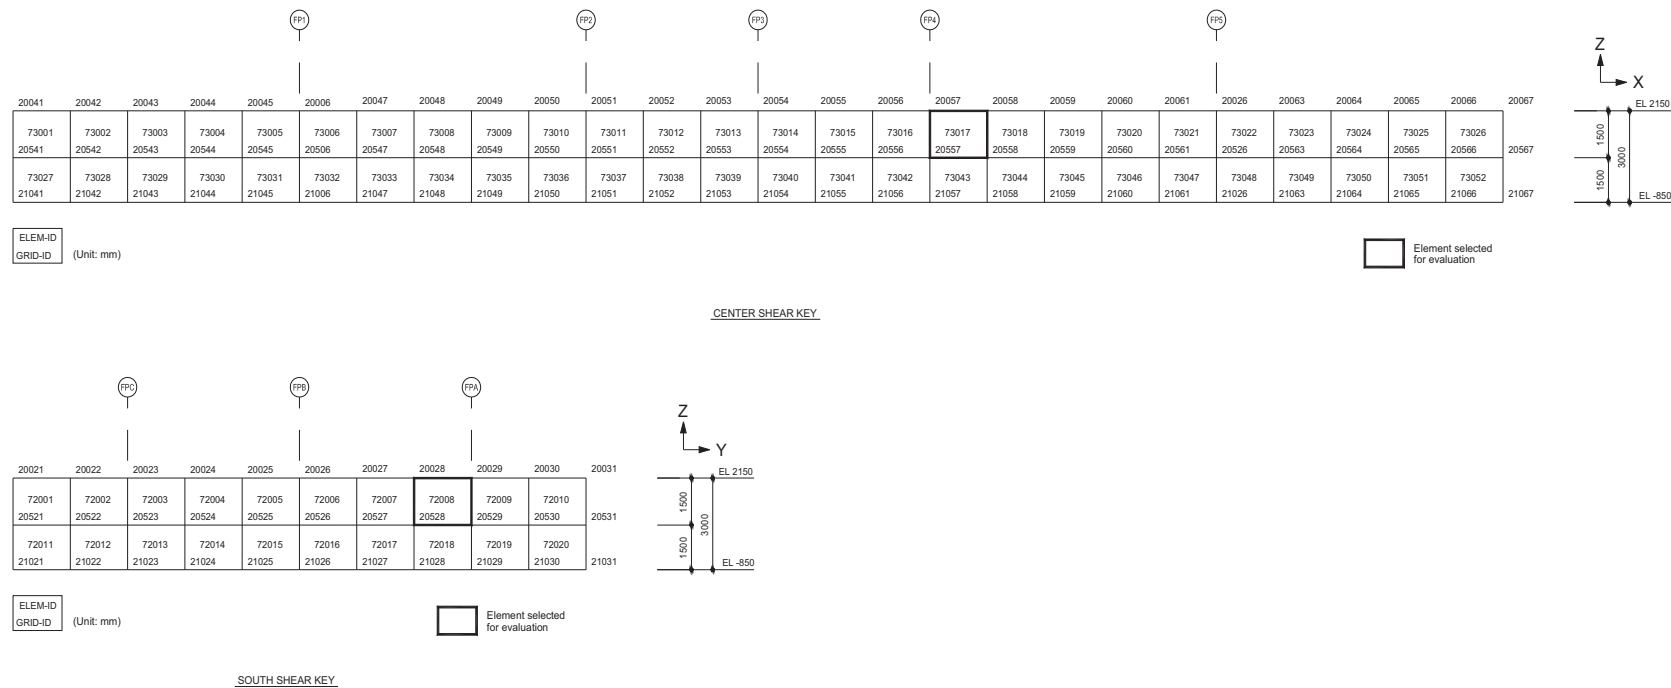 FP1 FP2 FP3 FP4 FP5
Z
X
20041 20042 20043 20044 20045 20006 20047 20048 20049 20050 20051 20052 20053 20054 20055 20056 20057 20058 20059 20060 20061 20026 20063 20064 20065 20066 20067
EL 2150
73001 73002 73003 73004 73005 73006 73007 73008 73009 73010 73011 73012 73013 73014 73015 73016 73017 73018 73019 73020 73021 73022 73023 73024 73025 73026
1500
20541 20542 20543 20544 20545 20506 20547 20548 20549 20550 20551 20552 20553 20554 20555 20556 20557 20558 20559 20560 20561 20526 20563 20564 20565 20566 20567
3000
73027 73028 73029 73030 73031 73032 73033 73034 73035 73036 73037 73038 73039 73040 73041 73042 73043 73044 73045 73046 73047 73048 73049 73050 73051 73052
1500
21041 21042 21043 21044 21045 21006 21047 21048 21049 21050 21051 21052 21053 21054 21055 21056 21057 21058 21059 21060 21061 21026 21063 21064 21065 21066 21067
EL -850
ELEM-ID
GRID-ID (Unit: mm)
Element selected
for evaluation
CENTER SHEAR KEY
FPC FPB FPA
Z
Y
20021 20022 20023 20024 20025 20026 20027 20028 20029 20030 20031
EL 2150
72001 72002 72003 72004 72005 72006 72007 72008 72009 72010
1500
20521 20522 20523 20524 20525 20526 20527 20528 20529 20530 20531
3000
72011 72012 72013 72014 72015 72016 72017 72018 72019 72020
1500
21021 21022 21023 21024 21025 21026 21027 21028 21029 21030 21031
EL -850
ELEM-ID
GRID-ID (Unit: mm)
Element selected
for evaluation
SOUTH SHEAR KEY